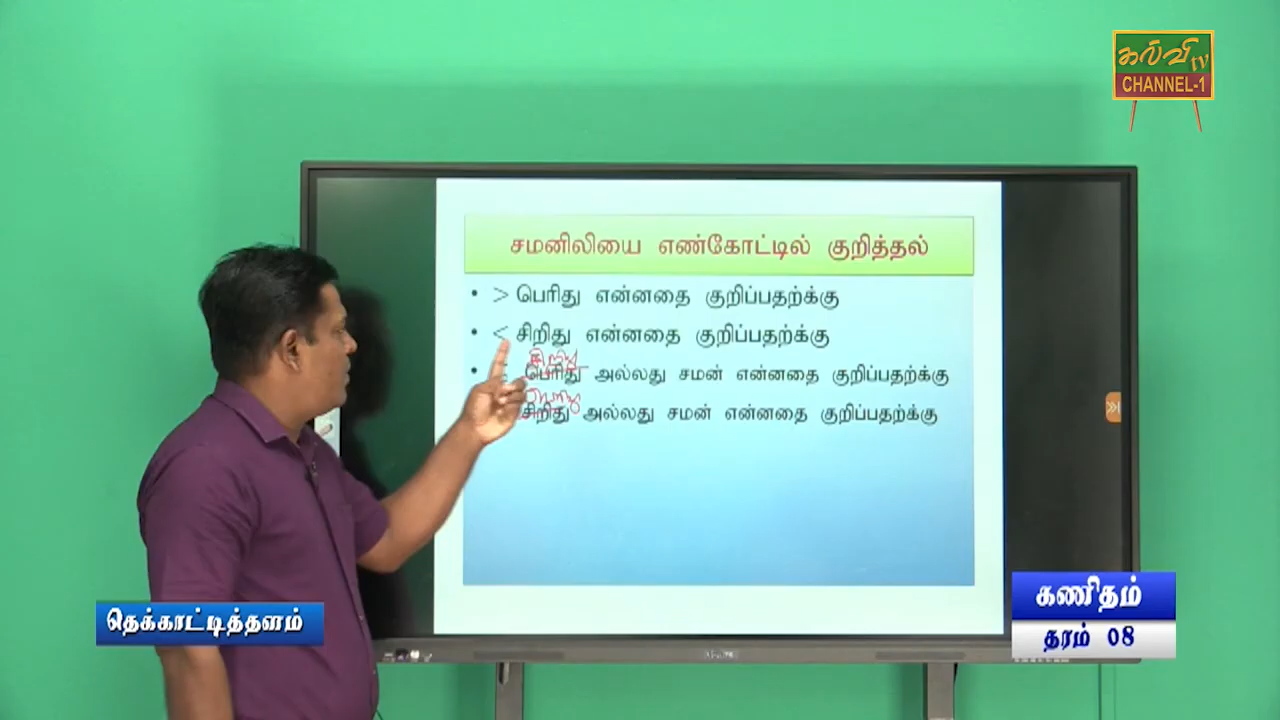 கல்வி TV
CHANNEL-1
சமனிலியை எண்கோட்டில் குறித்தல்
• > பெரிது என்னதை குறிப்பதற்க்கு
• < சிறிது என்னதை குறிப்பதற்க்கு
சிறிது
• பெரிது அல்லது சமன் என்னதை குறிப்பதற்க்கு
பெரிது
சிறிது அல்லது சமன் என்னதை குறிப்பதற்க்கு
தெக்காட்டித்தளம்
கணிதம்
தரம் 08